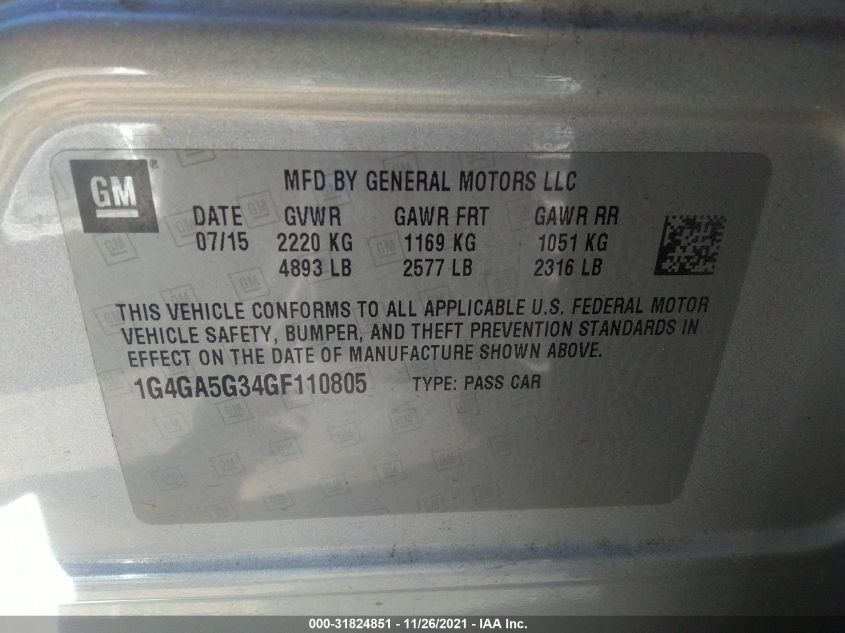 GM
MFD BY GENERAL MOTORS LLC
DATE GVWR GAWR FRT GAWR RR
07/15 2220 KG 1169 KG 1051 KG
4893 LB 2577 LB 2316 LB
THIS VEHICLE CONFORMS TO ALL APPLICABLE U.S. FEDERAL MOTOR
VEHICLE SAFETY, BUMPER, AND THEFT PREVENTION STANDARDS IN
EFFECT ON THE DATE OF MANUFACTURE SHOWN ABOVE.
1G4GA5G34GF110805 TYPE: PASS CAR
000-31824851 - 11/26/2021 - IAA Inc.